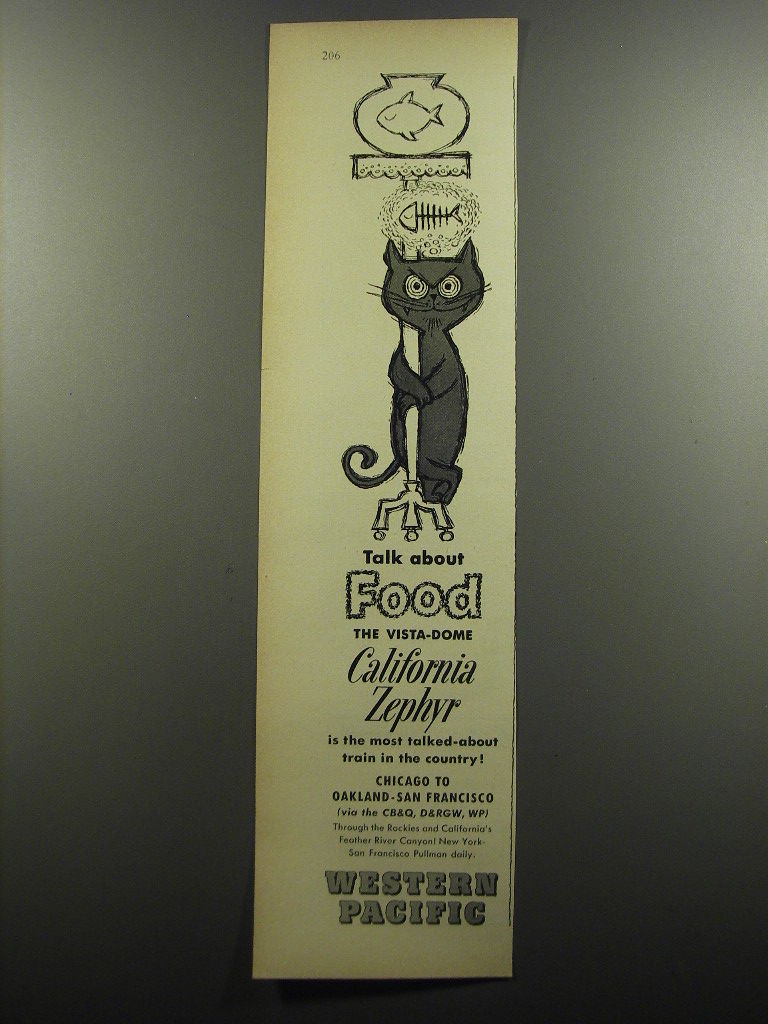 206
Talk about
Food
THE VISTA-DOME
California
Zephyr
is the most talked-about
train in the country!
CHICAGO TO
OAKLAND-SAN FRANCISCO
(via the CB&Q, D&RGW, WP)
Through the Rockies and California's
Feather River Canyon! New York-
San Francisco Pullman daily.
WESTERN
PACIFIC